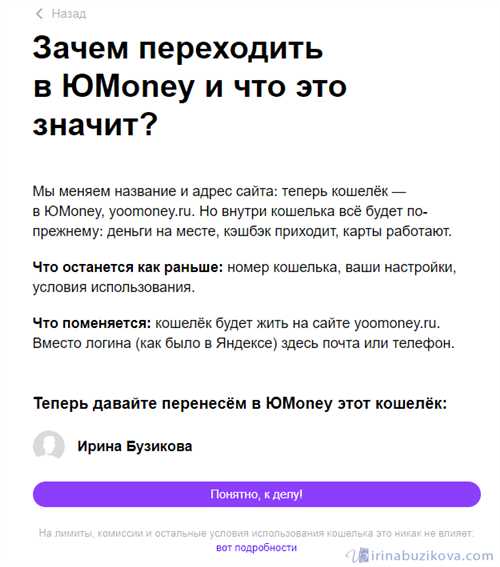 Назад
Зачем переходить
в ЮMoney и что это
значит?
Мы меняем название и адрес сайта: теперь кошелёк —
в ЮMoney, yoomoney.ru. Но внутри кошелька всё будет по-
прежнему: деньги на месте, кэшбэк приходит, карты работают.
Что останется как раньше: номер кошелька, ваши настройки,
условия использования.
Что поменяется: кошелёк будет жить на сайте yoomoney.ru.
Вместо логина (как было в Яндексе) здесь почта или телефон.
Теперь давайте перенесём в ЮMoney этот кошелёк:
Ирина Бузикова
Понятно, к делу!
На лимиты, комиссии и остальные условия использования кошелька это никак не влияет:
вот подробности
irinabuzikova.com